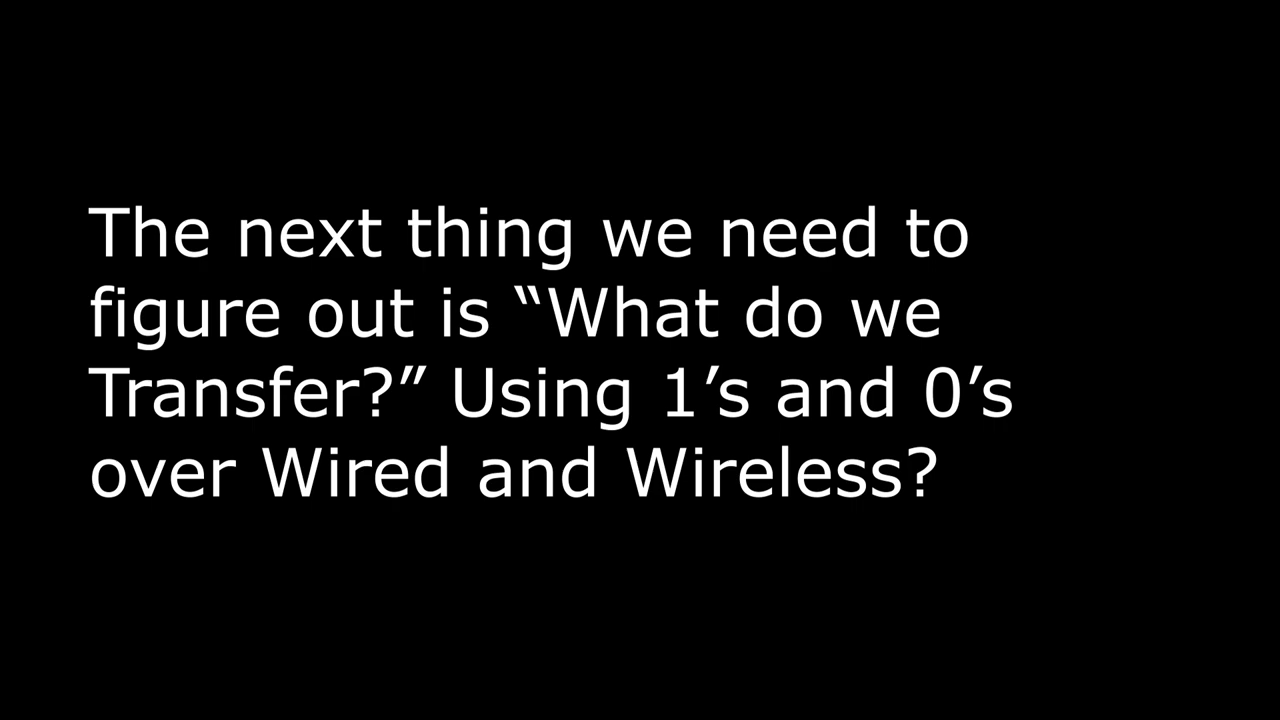 The next thing we need to
figure out is “What do we
Transfer?” Using 1’s and 0’s
over Wired and Wireless?